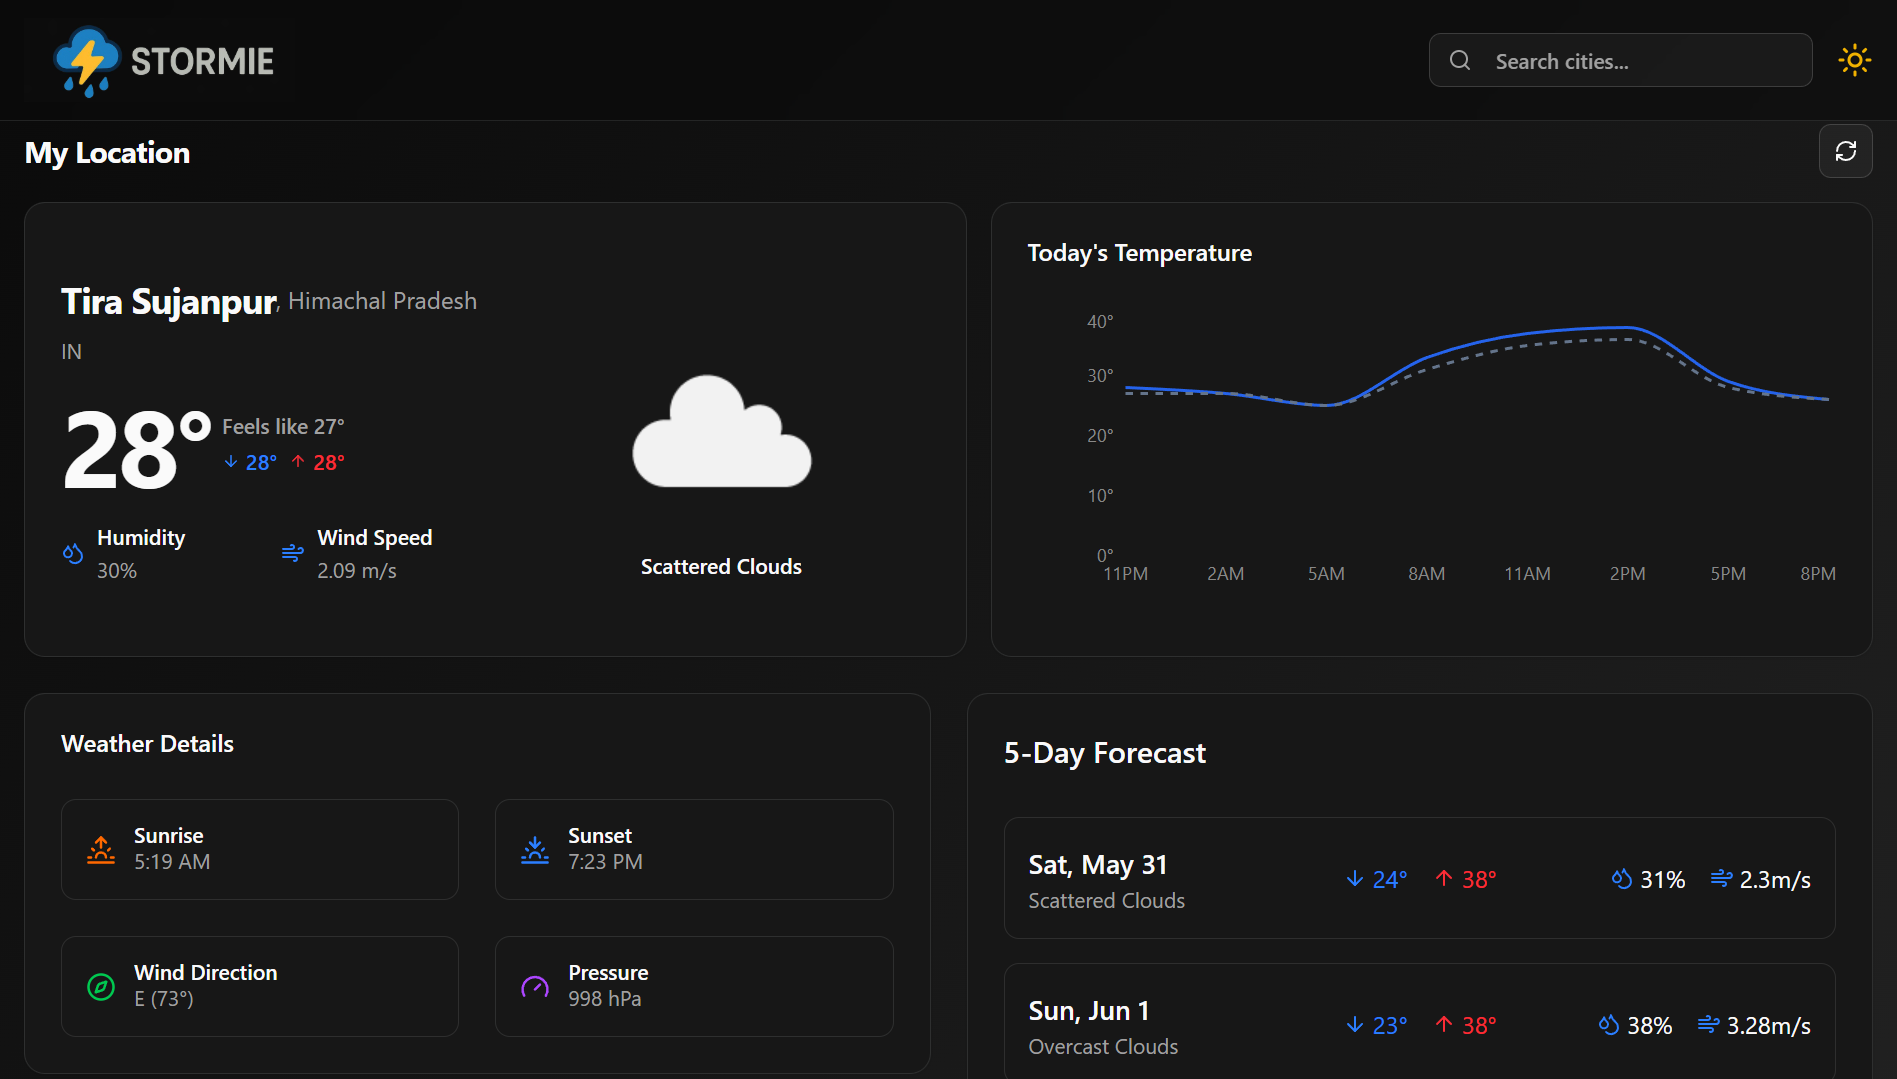 STORMIE
Search cities...
My Location
Tira Sujanpur, Himachal Pradesh
IN
28°
Feels like 27°
28° 28°
Humidity
30%
Wind Speed
2.09 m/s
Scattered Clouds
Today's Temperature
40°
30°
20°
10°
0°
11PM 2AM 5AM 8AM 11AM 2PM 5PM 8PM
Weather Details
Sunrise
5:19 AM
Sunset
7:23 PM
Wind Direction
E (73°)
Pressure
998 hPa
5-Day Forecast
Sat, May 31
Scattered Clouds
24° 38° 31% 2.3m/s
Sun, Jun 1
Overcast Clouds
23° 38° 38% 3.28m/s